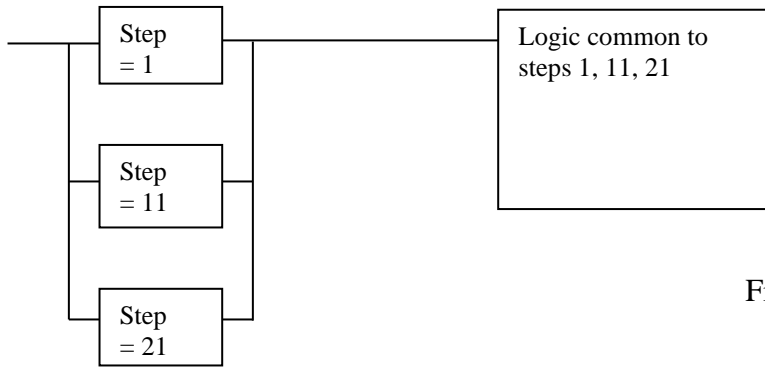 Step
= 1
Logic common to
steps 1, 11, 21
Step
= 11
Step
= 21